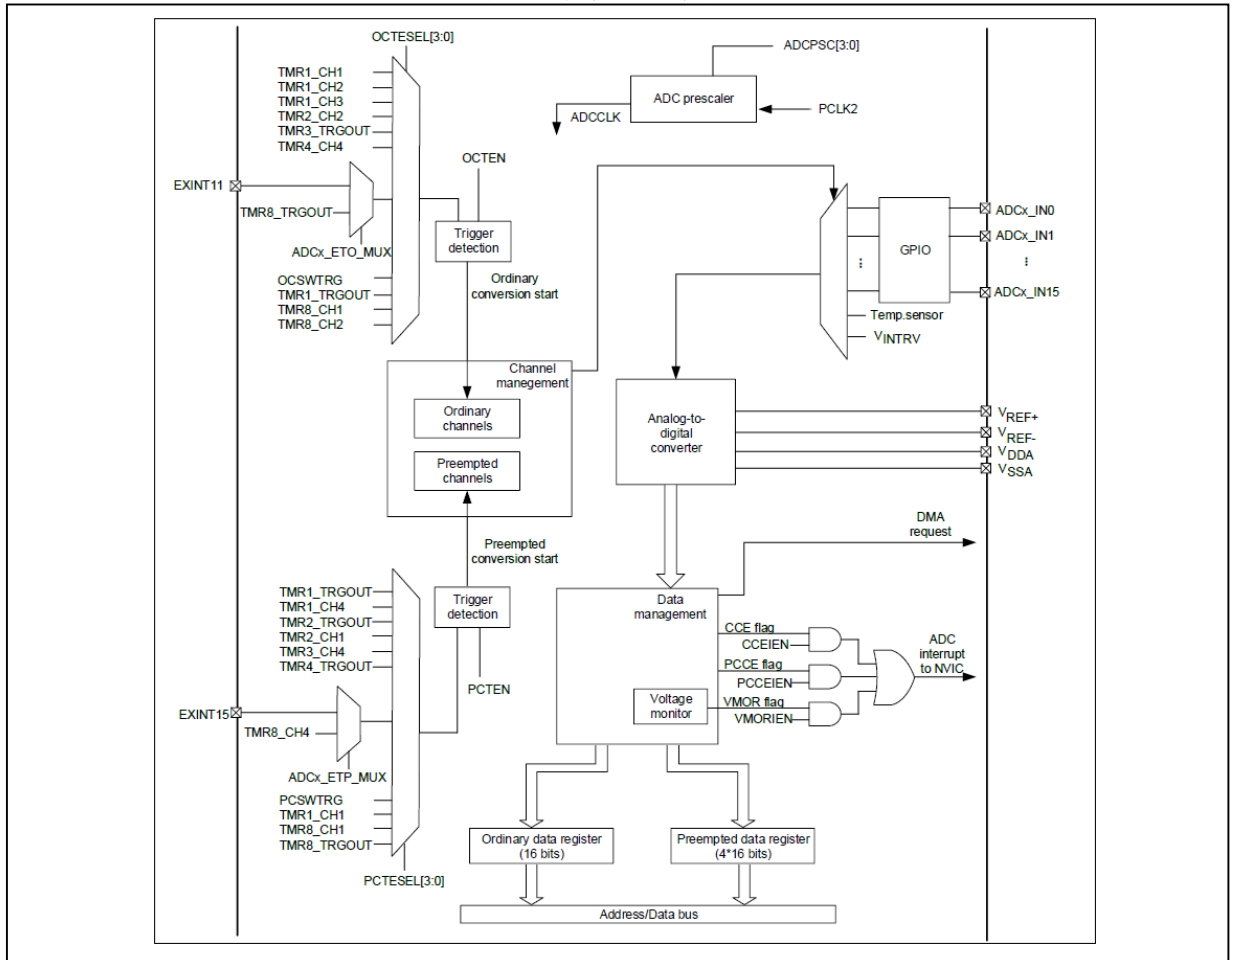 OCTESEL[3:0]
TMR1_CH1
TMR1_CH2
TMR1_CH3
TMR2_CH2
TMR3_TRGOUT
TMR4_CH4
EXINT11
TMR8_TRGOUT
ADCx_ETO_MUX
OCSWTRG
TMR1_TRGOUT
TMR8_CH1
TMR8_CH2
OCTEN
Trigger
detection
Ordinary
conversion start
ADCPSC[3:0]
ADC prescaler
ADCCLK
PCLK2
GPIO
ADCx_IN0
ADCx_IN1
⋮
⋮
ADCx_IN15
Temp.sensor
VINTRV
Channel
manegement
Ordinary
channels
Preempted
channels
Analog-to-
digital
converter
VREF+
VREF-
VDDA
VSSA
Preempted
conversion start
Trigger
detection
PCTEN
TMR1_TRGOUT
TMR1_CH4
TMR2_TRGOUT
TMR2_CH1
TMR3_CH4
TMR4_TRGOUT
EXINT15
TMR8_CH4
ADCx_ETP_MUX
PCSWTRG
TMR1_CH1
TMR8_CH1
TMR8_TRGOUT
PCTESEL[3:0]
DMA
request
Data
management
CCE flag
CCEIEN
PCCE flag
PCCEIEN
Voltage
monitor
VMOR flag
VMORIEN
ADC
interrupt
to NVIC
Ordinary data register
(16 bits)
Preempted data register
(4*16 bits)
Address/Data bus